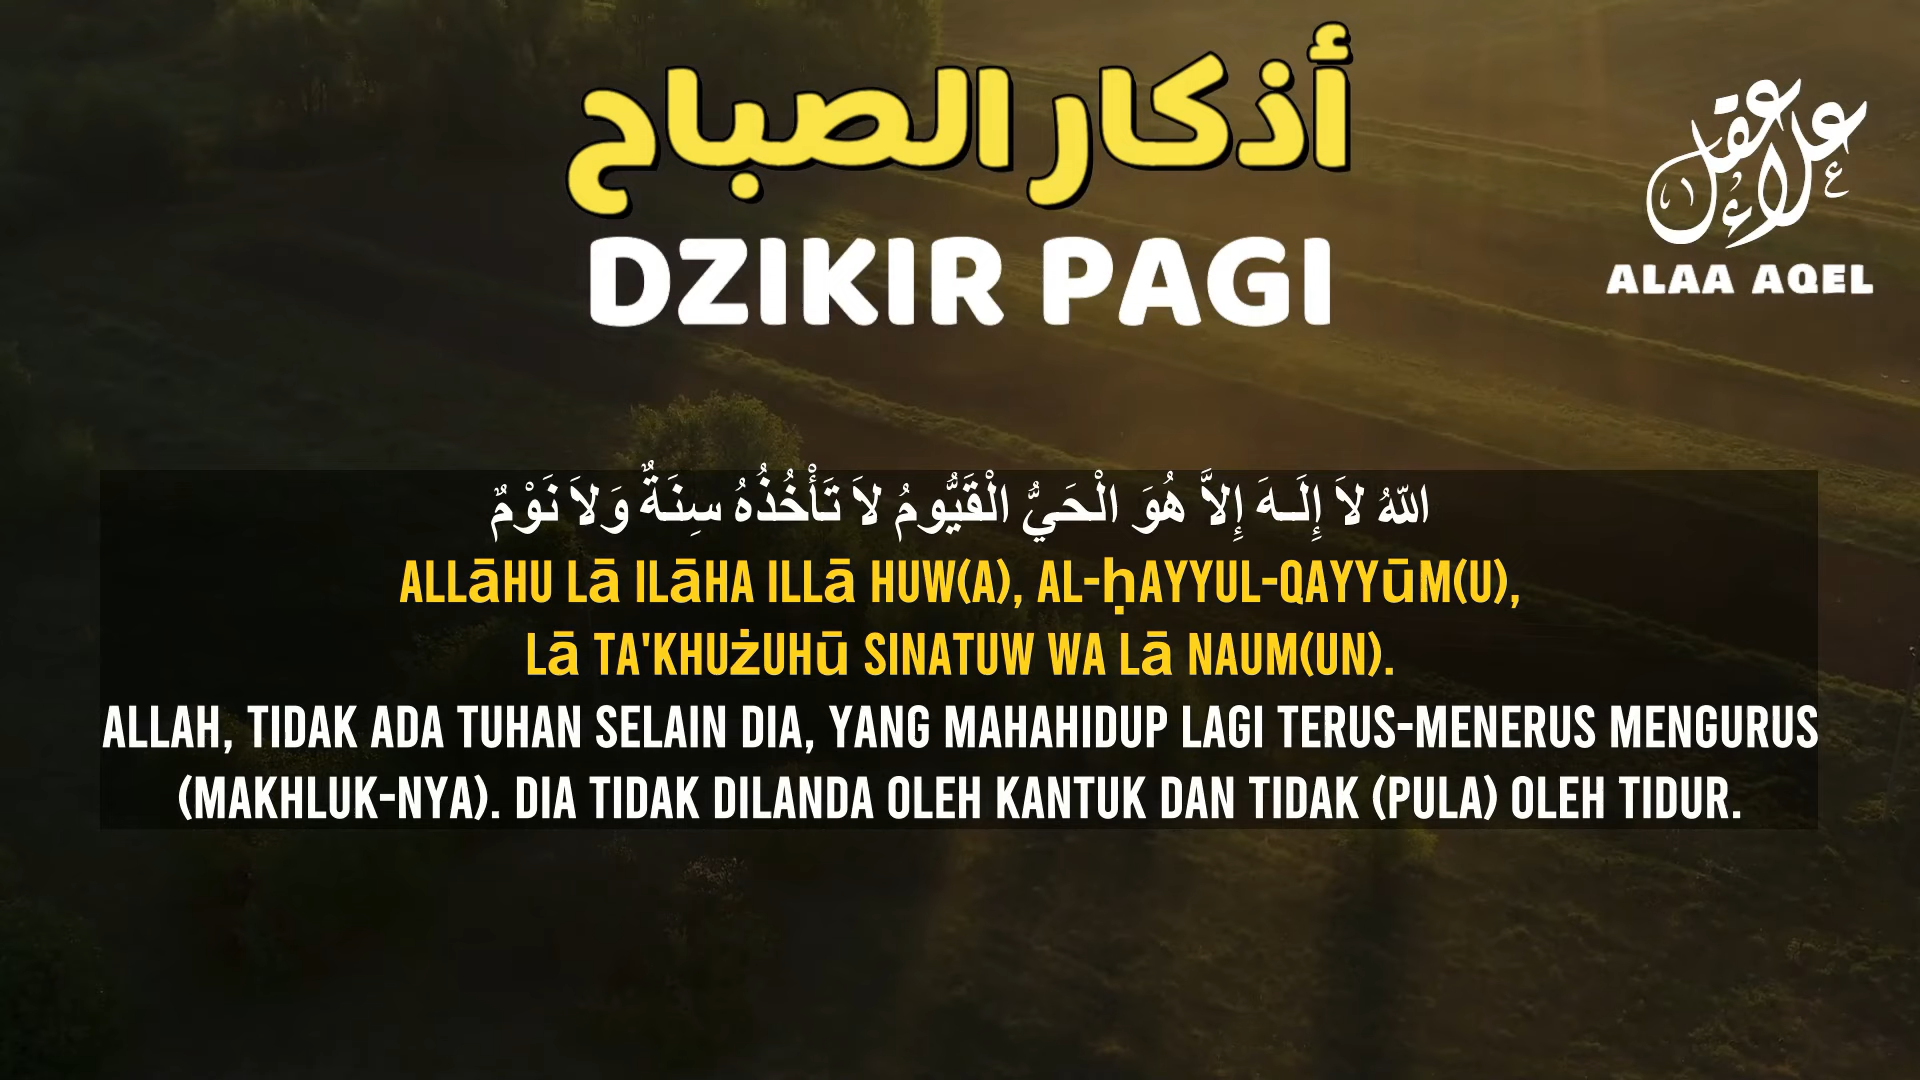 أذكار الصباح
DZIKIR PAGI
علاء عقل
ALAA AQEL
اللّهُ لاَ إِلَـهَ إِلاَّ هُوَ الْحَيُّ الْقَيُّومُ لاَ تَأْخُذُهُ سِنَةٌ وَلاَ نَوْمٌ
ALLāHU Lā ILāHA ILLā HUW(A), AL-ḥAYYUL-QAYYūM(U),
Lā TA'KHUżUHū SINATUW WA Lā NAUM(UN).
ALLAH, TIDAK ADA TUHAN SELAIN DIA, YANG MAHAHIDUP LAGI TERUS-MENERUS MENGURUS
(MAKHLUK-NYA). DIA TIDAK DILANDA OLEH KANTUK DAN TIDAK (PULA) OLEH TIDUR.